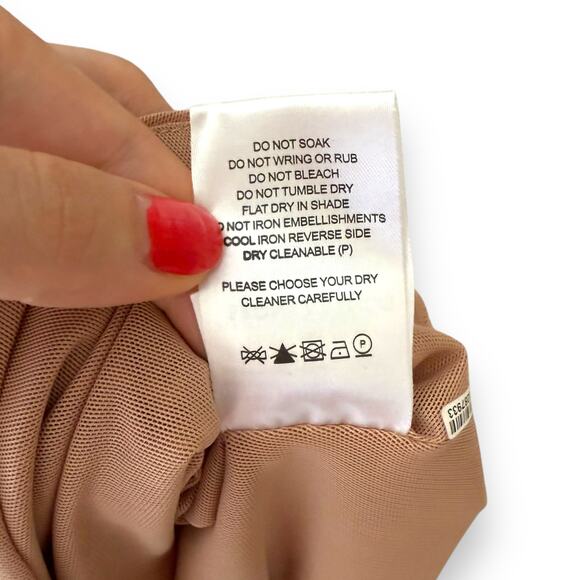 DO NOT SOAK
DO NOT WRING OR RUB
DO NOT BLEACH
DO NOT TUMBLE DRY
FLAT DRY IN SHADE
NOT IRON EMBELLISHMENTS
COOL IRON REVERSE SIDE
DRY CLEANABLE (P)
PLEASE CHOOSE YOUR DRY
CLEANER CAREFULLY
P